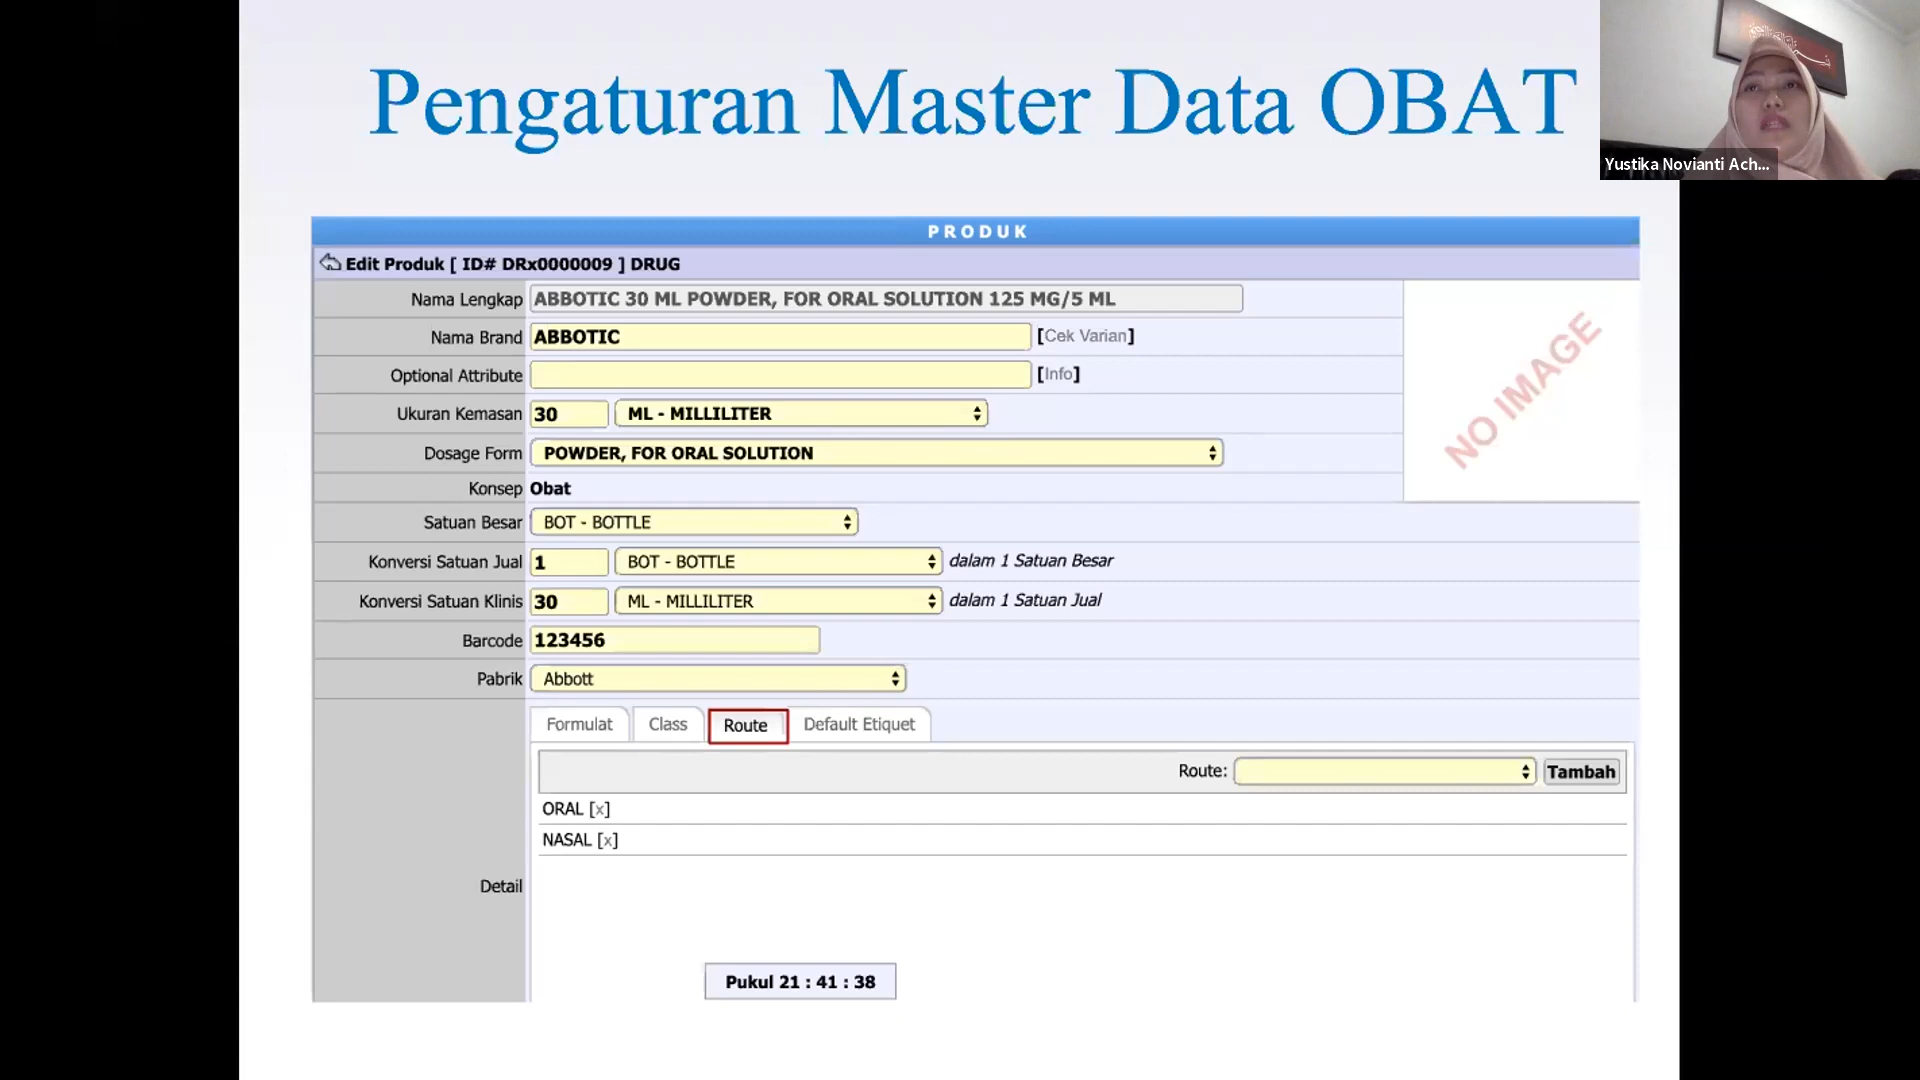 Pengaturan Master Data OBAT
Yustika Novianti Ach...
PRODUK
Edit Produk [ ID# DRx0000009 ] DRUG
Nama Lengkap ABBOTIC 30 ML POWDER, FOR ORAL SOLUTION 125 MG/5 ML
Nama Brand ABBOTIC [Cek Varian]
Optional Attribute [Info]
NO IMAGE
Ukuran Kemasan 30 ML - MILLILITER
Dosage Form POWDER, FOR ORAL SOLUTION
Konsep Obat
Satuan Besar BOT - BOTTLE
Konversi Satuan Jual 1 BOT - BOTTLE dalam 1 Satuan Besar
Konversi Satuan Klinis 30 ML - MILLILITER dalam 1 Satuan Jual
Barcode 123456
Pabrik Abbott
Formulat Class Route Default Etiquet
Route: Tambah
ORAL [x]
NASAL [x]
Detail
Pukul 21 : 41 : 38